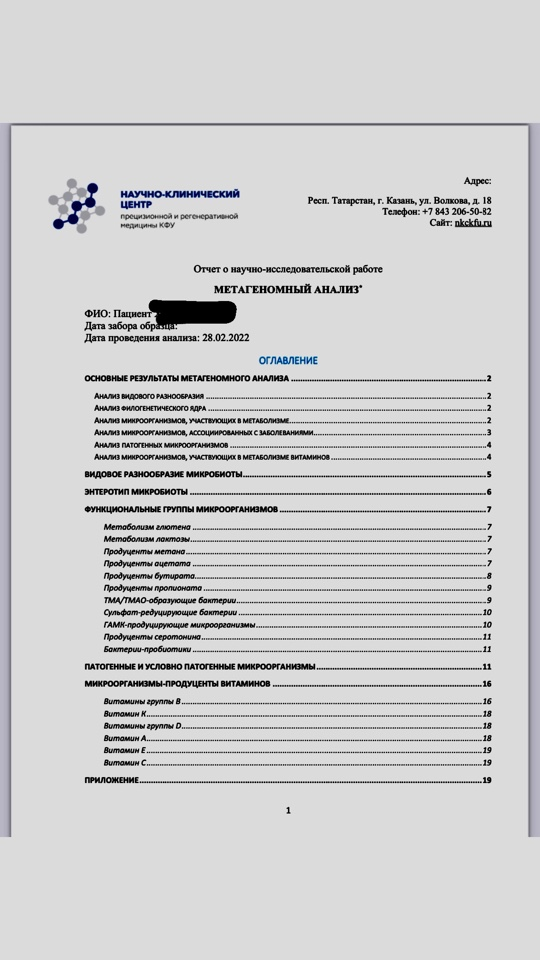 НАУЧНО-КЛИНИЧЕСКИЙ
ЦЕНТР
прецизионной и регенеративной
медицины КФУ
Адрес:
Респ. Татарстан, г. Казань, ул. Волкова, д. 18
Телефон: +7 843 206-50-82
Сайт: nkckfu.ru
Отчет о научно-исследовательской работе
МЕТАГЕНОМНЫЙ АНАЛИЗ*
ФИО: Пациент
Дата забора образца:
Дата проведения анализа: 28.02.2022
ОГЛАВЛЕНИЕ
ОСНОВНЫЕ РЕЗУЛЬТАТЫ МЕТАГЕНОМНОГО АНАЛИЗА ... 2
АНАЛИЗ ВИДОВОГО РАЗНООБРАЗИЯ ... 2
АНАЛИЗ ФИЛОГЕНЕТИЧЕСКОГО ЯДРА ... 2
АНАЛИЗ МИКРООРГАНИЗМОВ, УЧАСТВУЮЩИХ В МЕТАБОЛИЗМЕ ... 2
АНАЛИЗ МИКРООРГАНИЗМОВ, АССОЦИИРОВАННЫХ С ЗАБОЛЕВАНИЯМИ ... 3
АНАЛИЗ ПАТОГЕННЫХ МИКРООРГАНИЗМОВ ... 4
АНАЛИЗ МИКРООРГАНИЗМОВ, УЧАСТВУЮЩИХ В МЕТАБОЛИЗМЕ ВИТАМИНОВ ... 4
ВИДОВОЕ РАЗНООБРАЗИЕ МИКРОБИОТЫ ... 5
ЭНТЕРОТИП МИКРОБИОТЫ ... 6
ФУНКЦИОНАЛЬНЫЕ ГРУППЫ МИКРООРГАНИЗМОВ ... 7
Метаболизм глютена ... 7
Метаболизм лактозы ... 7
Продуценты метана ... 7
Продуценты ацетата ... 7
Продуценты бутирата ... 8
Продуценты пропионата ... 9
ТМА/ТМАО-образующие бактерии ... 9
Сульфат-редуцирующие бактерии ... 10
ГАМК-продуцирующие микроорганизмы ... 10
Продуценты серотонина ... 11
Бактерии-пробиотики ... 11
ПАТОГЕННЫЕ И УСЛОВНО ПАТОГЕННЫЕ МИКРООРГАНИЗМЫ ... 11
МИКРООРГАНИЗМЫ-ПРОДУЦЕНТЫ ВИТАМИНОВ ... 16
Витамины группы B ... 16
Витамин K ... 18
Витамины группы D ... 18
Витамин A ... 18
Витамин E ... 19
Витамин C ... 19
ПРИЛОЖЕНИЕ ... 19
1